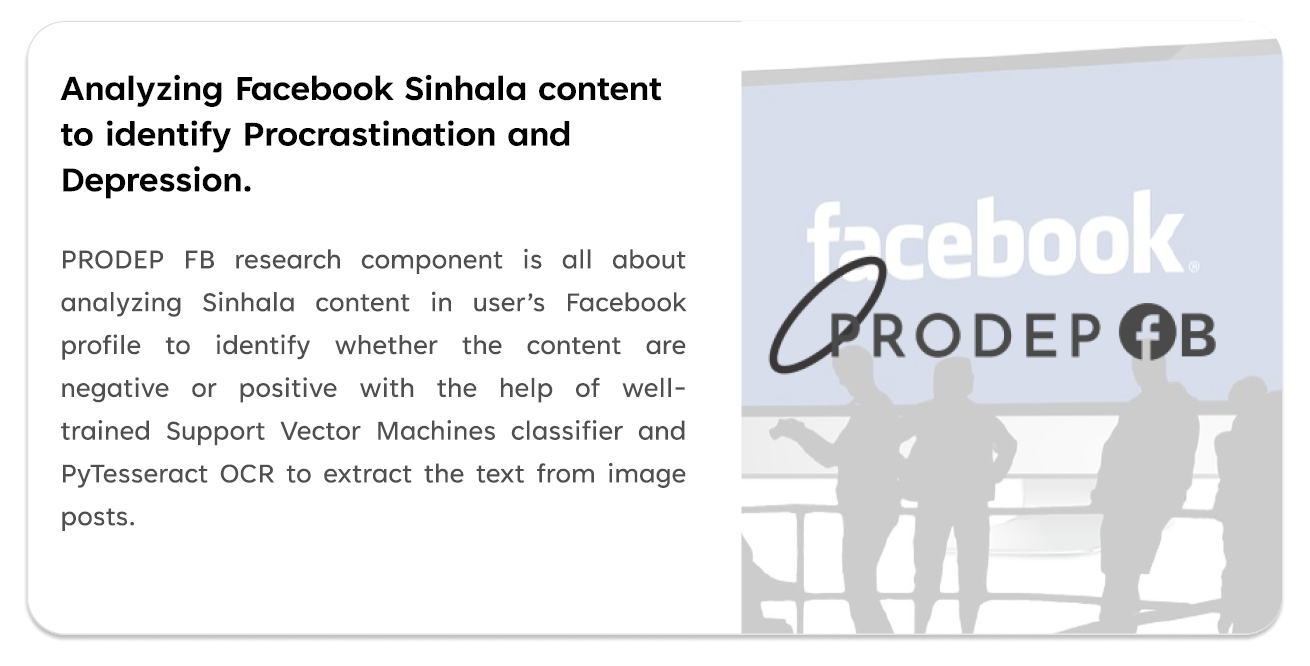 Analyzing Facebook Sinhala content
to identify Procrastination and
Depression.
PRODEP FB research component is all about
analyzing Sinhala content in user’s Facebook
profile to identify whether the content are
negative or positive with the help of well-
trained Support Vector Machines classifier and
PyTesseract OCR to extract the text from image
posts.
facebook®
PRODEP fB